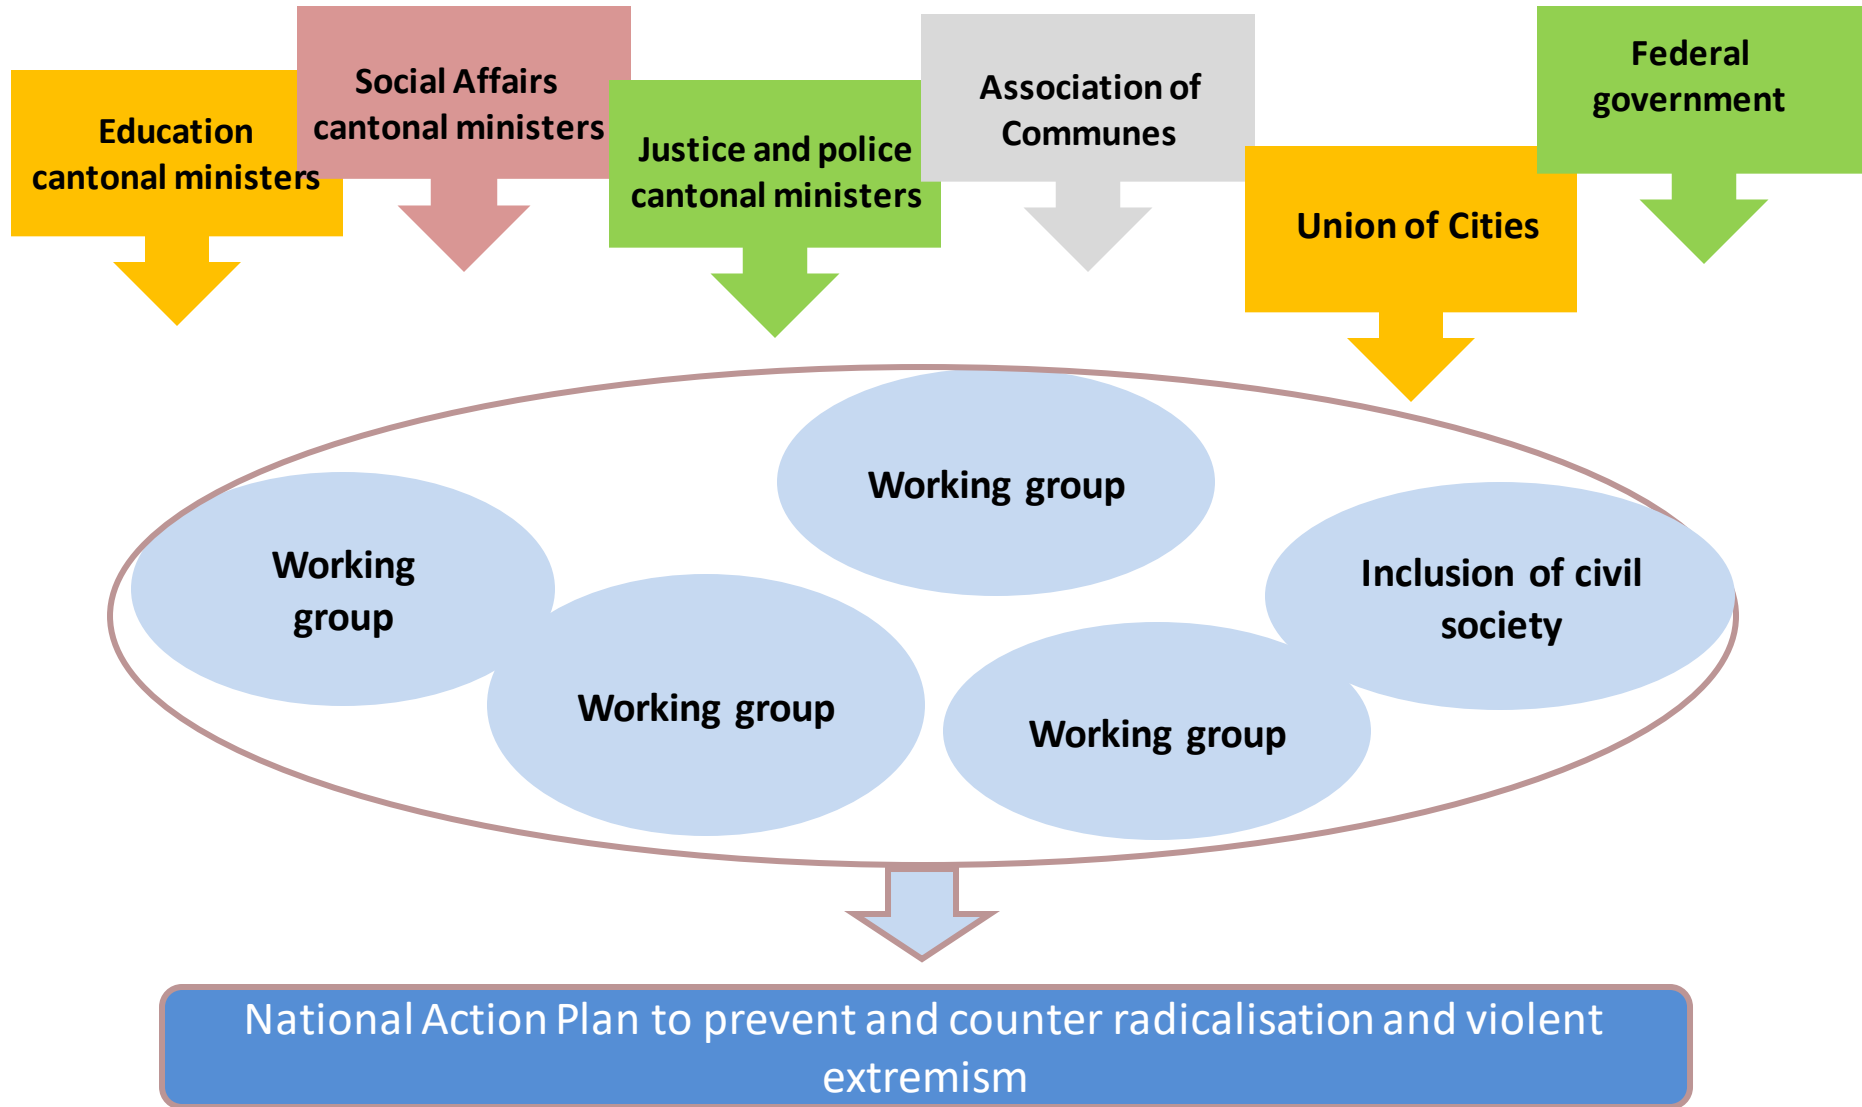 Education
cantonal ministers
Social Affairs
cantonal ministers
Justice and police
cantonal ministers
Association of
Communes
Union of Cities
Federal
government
Working group
Working
group
Inclusion of civil
society
Working group
Working group
National Action Plan to prevent and counter radicalisation and violent
extremism